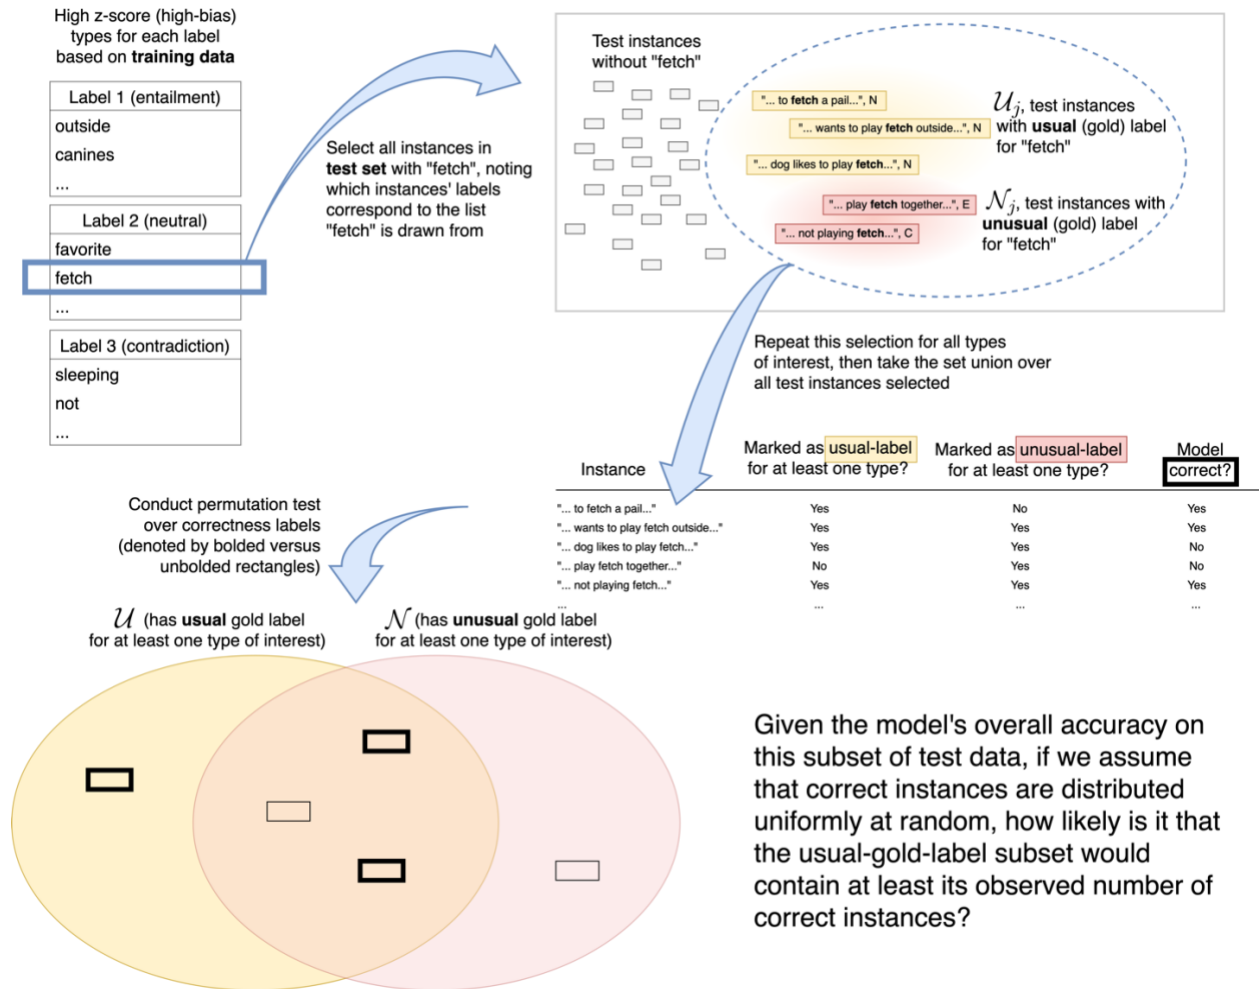 High z-score (high-bias)
types for each label
based on training data
Label 1 (entailment)
outside
canines
...
Label 2 (neutral)
favorite
fetch
...
Label 3 (contradiction)
sleeping
not
...
Select all instances in
test set with "fetch", noting
which instances' labels
correspond to the list
"fetch" is drawn from
Test instances
without "fetch"
"... to fetch a pail...", N
"... wants to play fetch outside...", N
"... dog likes to play fetch...", N
"... play fetch together...", E
"... not playing fetch...", C
𝒰j, test instances
with usual (gold) label
for "fetch"
𝒩j, test instances with
unusual (gold) label
for "fetch"
Repeat this selection for all types
of interest, then take the set union over
all test instances selected
Instance
Marked as usual-label
for at least one type?
Marked as unusual-label
for at least one type?
Model
correct?
"... to fetch a pail..." Yes No Yes
"... wants to play fetch outside..." Yes Yes Yes
"... dog likes to play fetch..." Yes Yes No
"... play fetch together..." No Yes No
"... not playing fetch..." Yes Yes Yes
... ... ... ...
Conduct permutation test
over correctness labels
(denoted by bolded versus
unbolded rectangles)
𝒰 (has usual gold label
for at least one type of interest)
𝒩 (has unusual gold label
for at least one type of interest)
Given the model's overall accuracy on
this subset of test data, if we assume
that correct instances are distributed
uniformly at random, how likely is it that
the usual-gold-label subset would
contain at least its observed number of
correct instances?